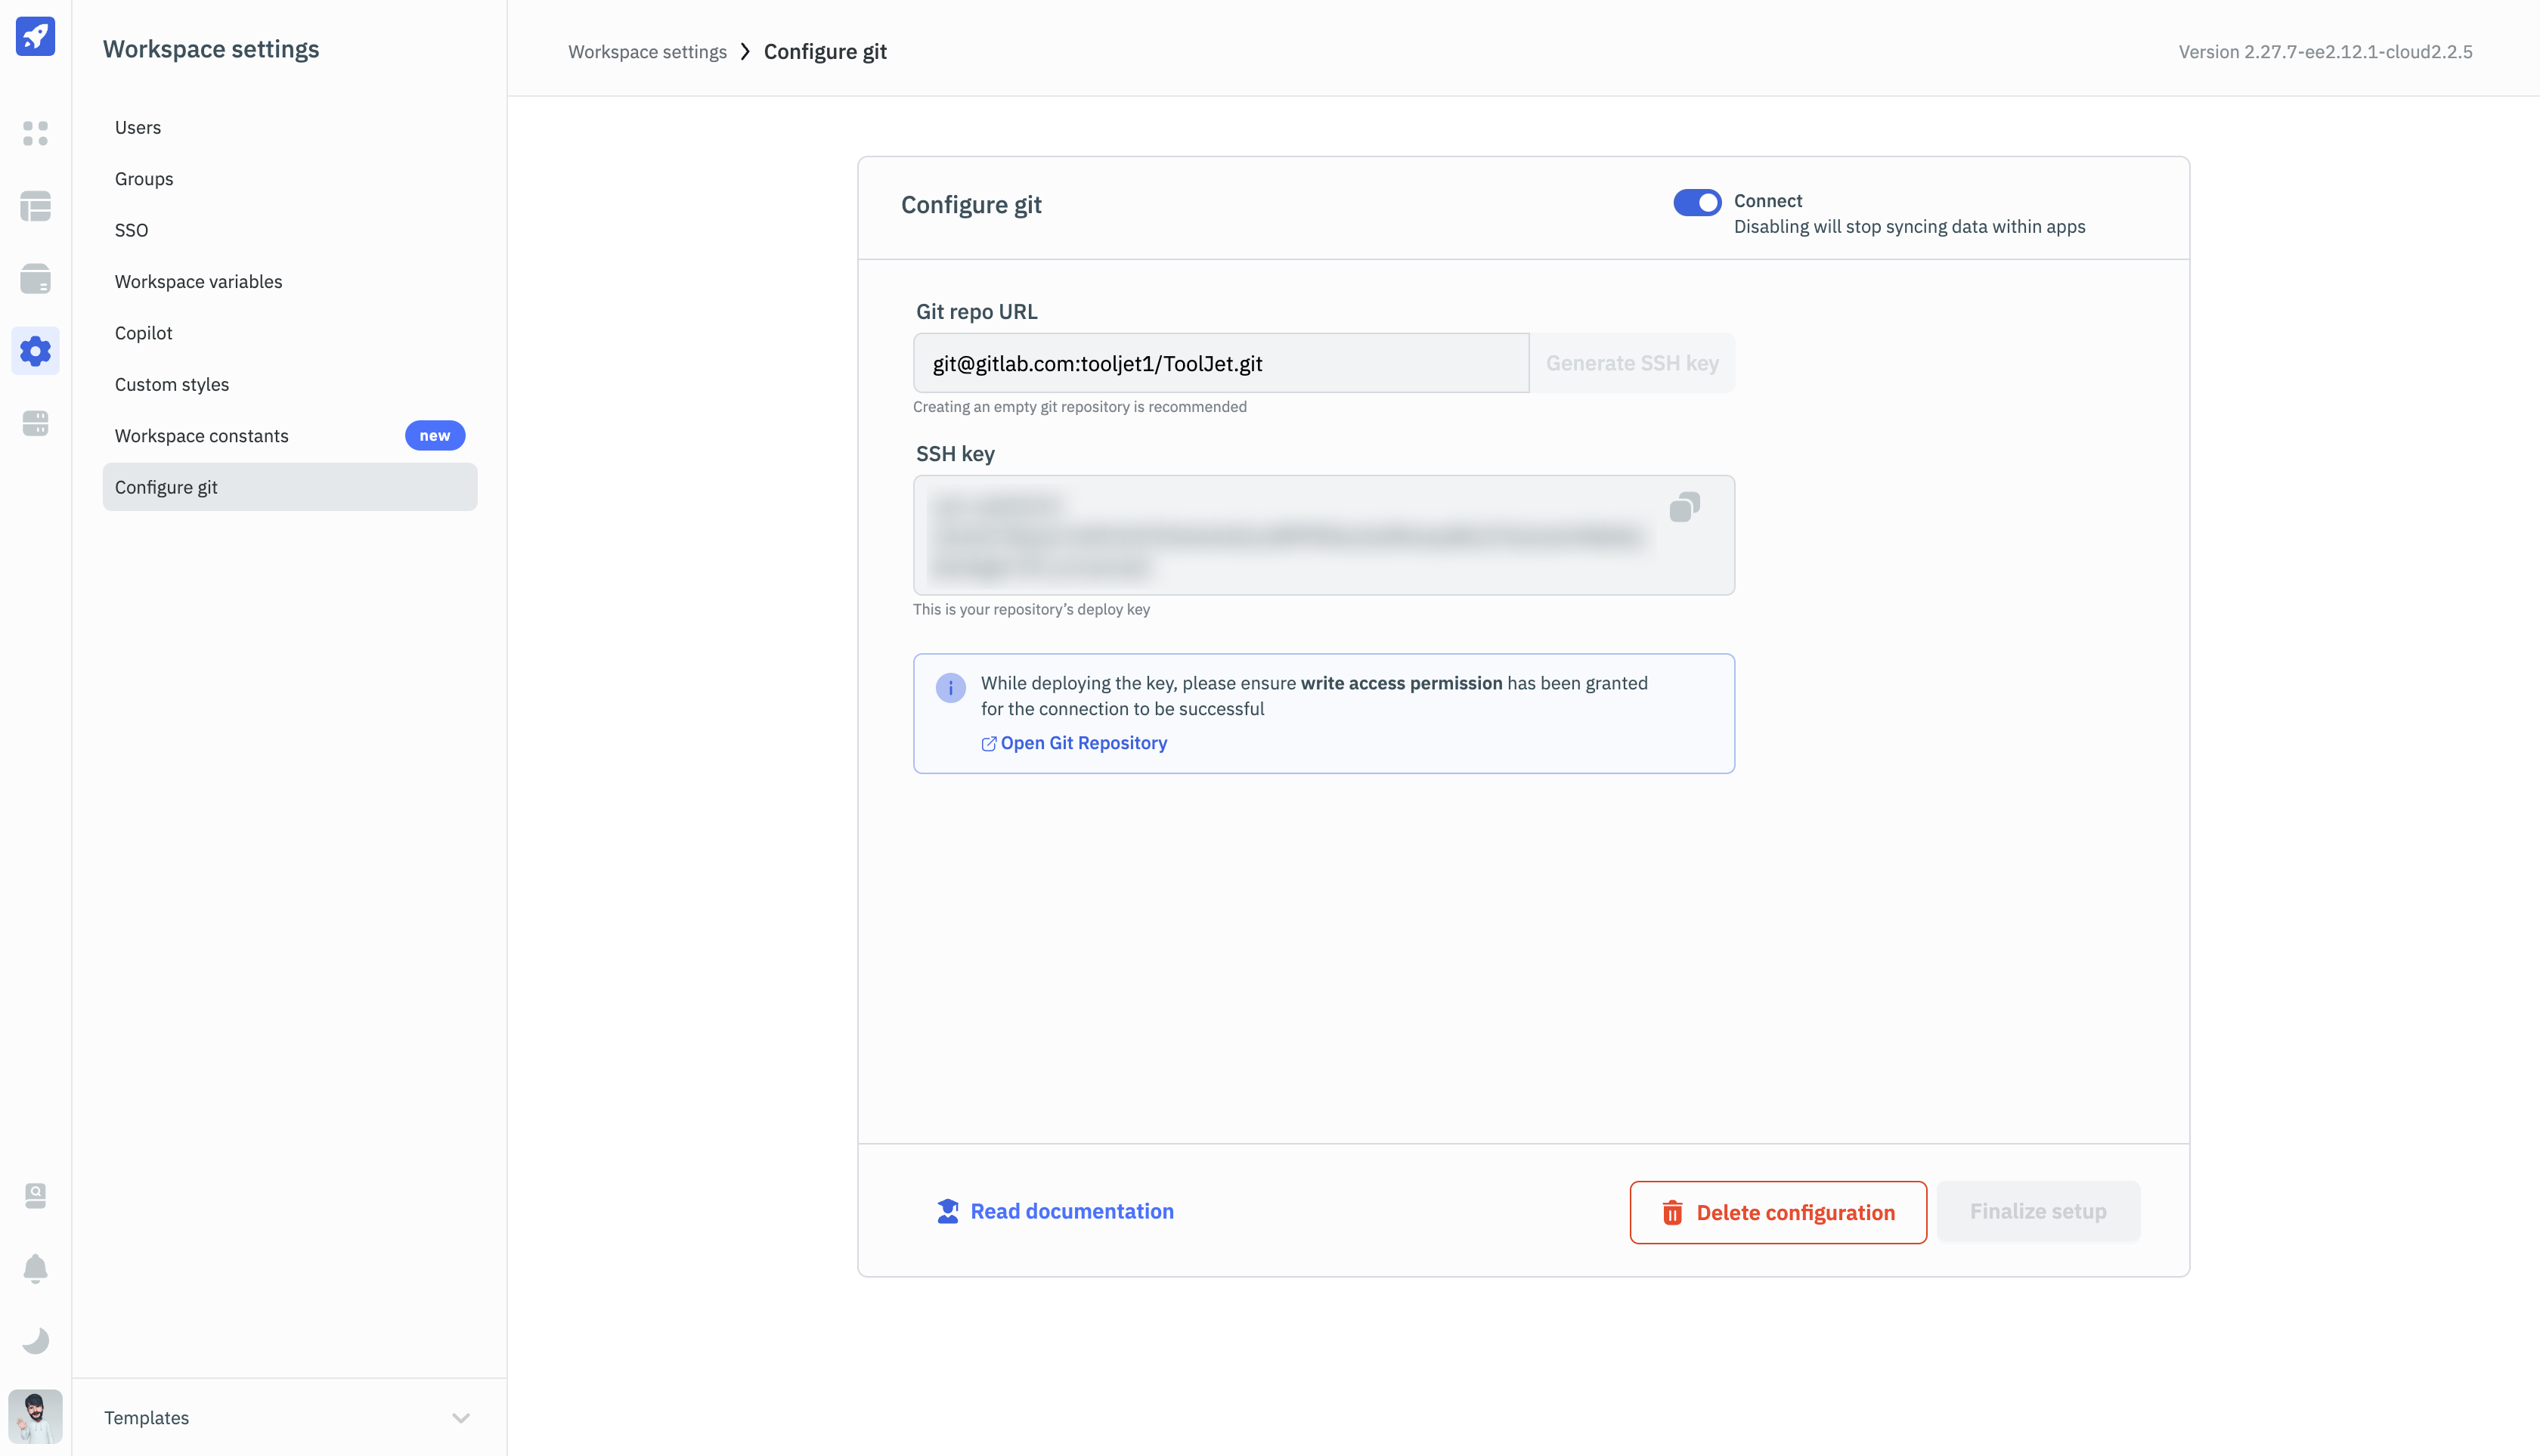 Workspace settings
Users
Groups
SSO
Workspace variables
Copilot
Custom styles
Workspace constants new
Configure git
Templates
Workspace settings Configure git
Version 2.27.7-ee2.12.1-cloud2.2.5
Configure git
Connect
Disabling will stop syncing data within apps
Git repo URL
git@gitlab.com:tooljet1/ToolJet.git Generate SSH key
Creating an empty git repository is recommended
SSH key
This is your repository’s deploy key
While deploying the key, please ensure write access permission has been granted
for the connection to be successful
Open Git Repository
Read documentation
Delete configuration
Finalize setup